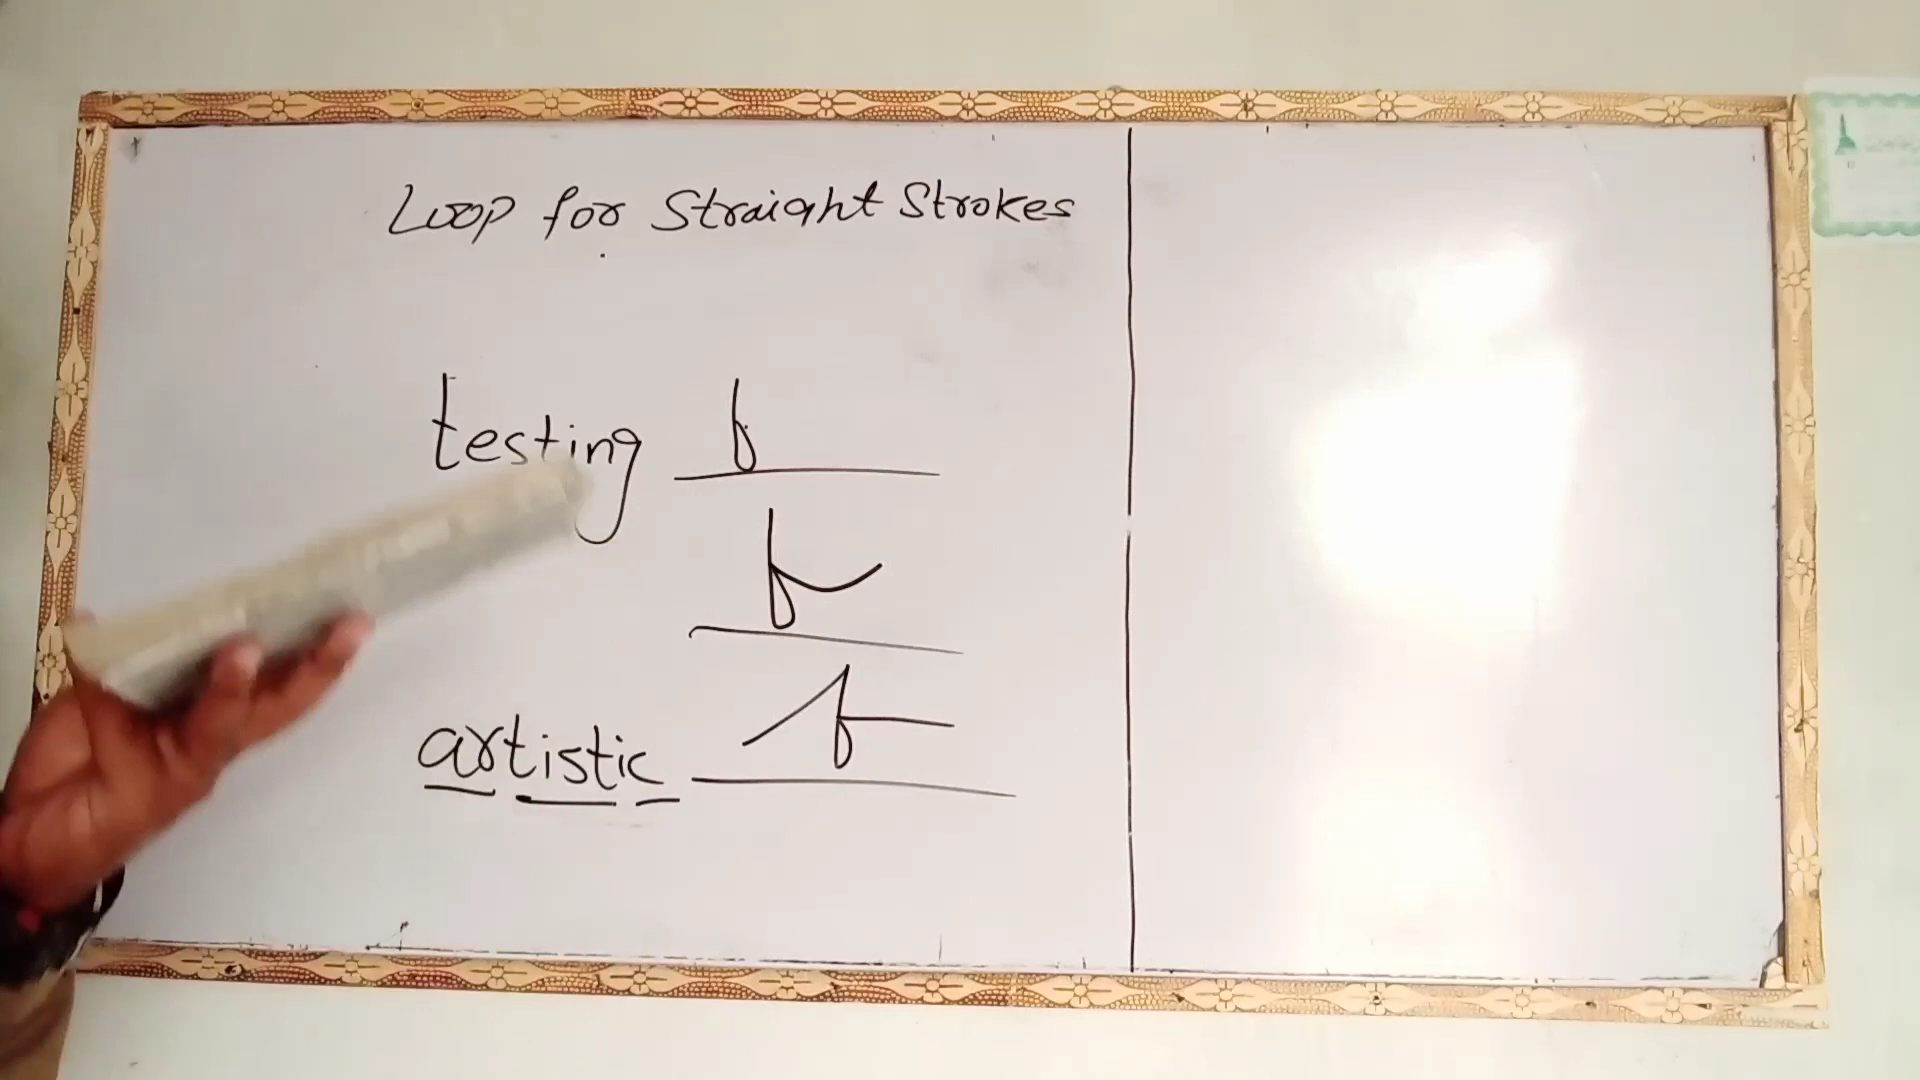 Loop for Straight Strokes
testing
artistic